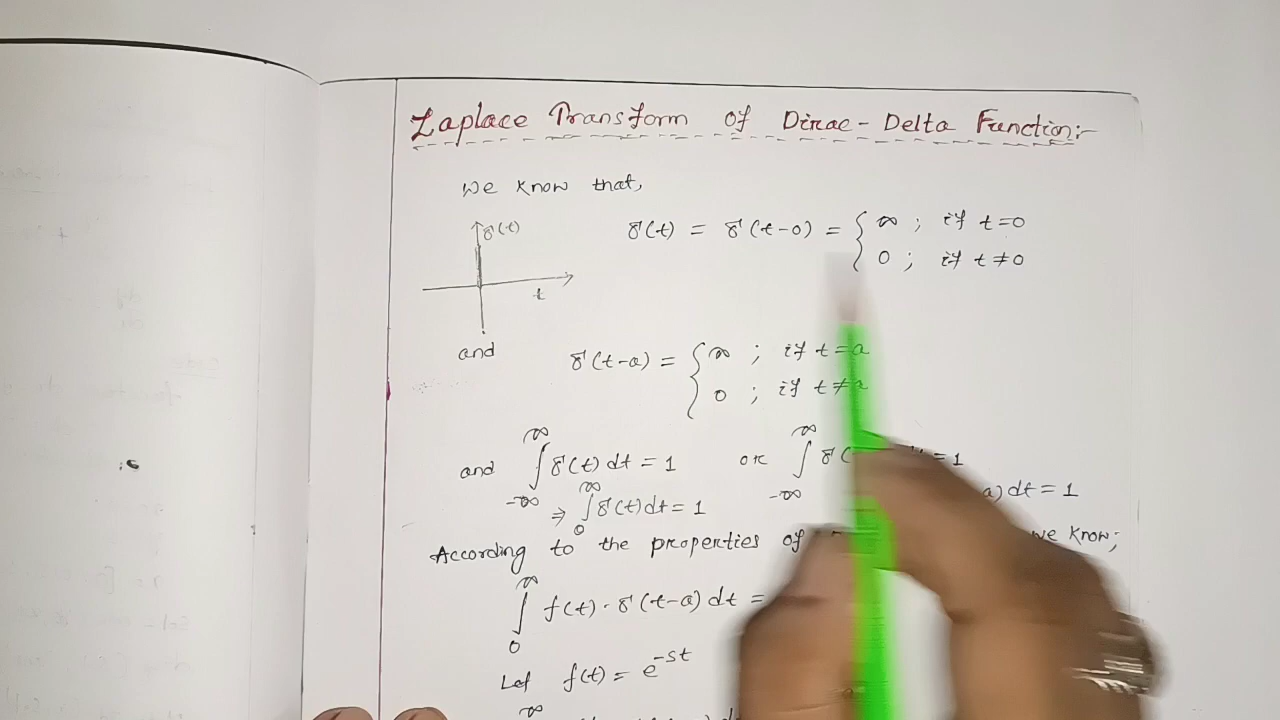 Laplace Transform of Dirac-Delta Function:-
We know that,
δ(t)
δ(t) = δ(t-0) = { ∞ ; if t=0
0 ; if t≠0
t
and
δ(t-a) = { ∞ ; if t=a
0 ; if t≠a
and ∫_{-∞}^{∞} δ(t) dt = 1 or ∫_{-∞}^{∞} δ( = 1
⇒ ∫_{0}^{∞} δ(t) dt = 1 a) dt = 1
According to the properties of we know;
∫_{0}^{∞} f(t) · δ(t-a) dt =
Let f(t) = e^{-st}
∞